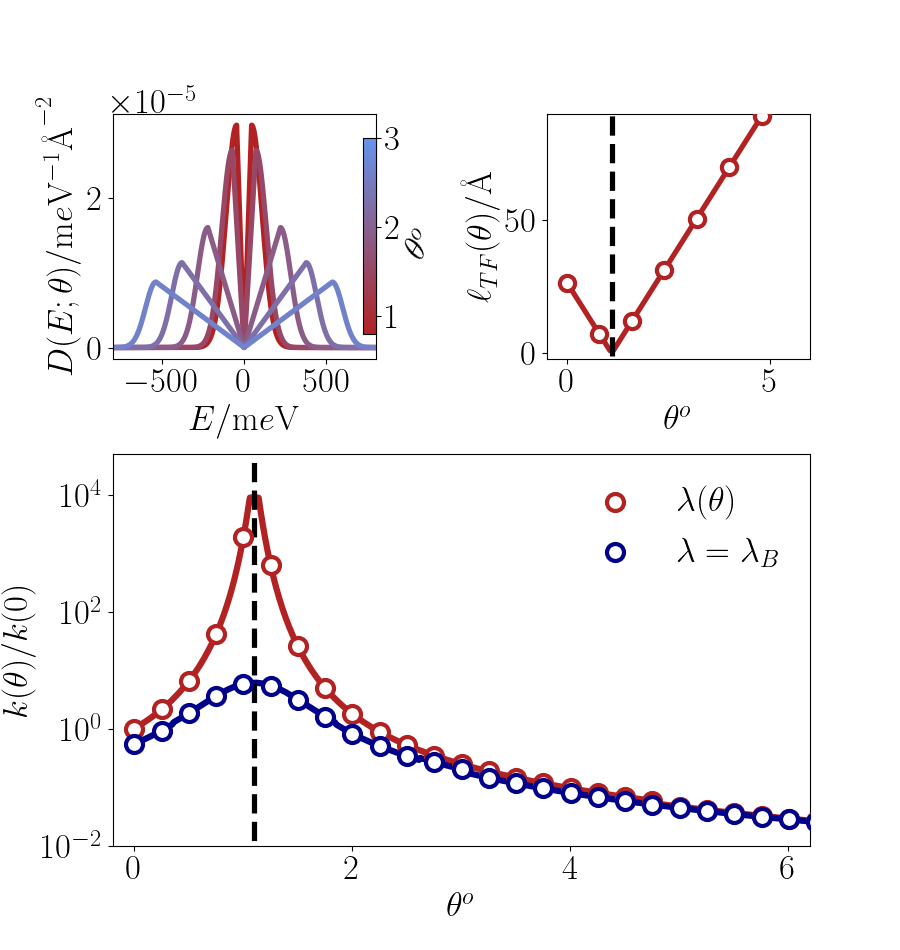 ×10⁻⁵
D(E; θ)/meV⁻¹Å⁻²
2
0
−500 0 500
E/meV
3
2
1
θᵒ
ℓ_TF(θ)/Å
50
0
0 5
θᵒ
k(θ)/k(0)
10⁴
10²
10⁰
10⁻²
0 2 4 6
θᵒ
λ(θ)
λ = λ_B